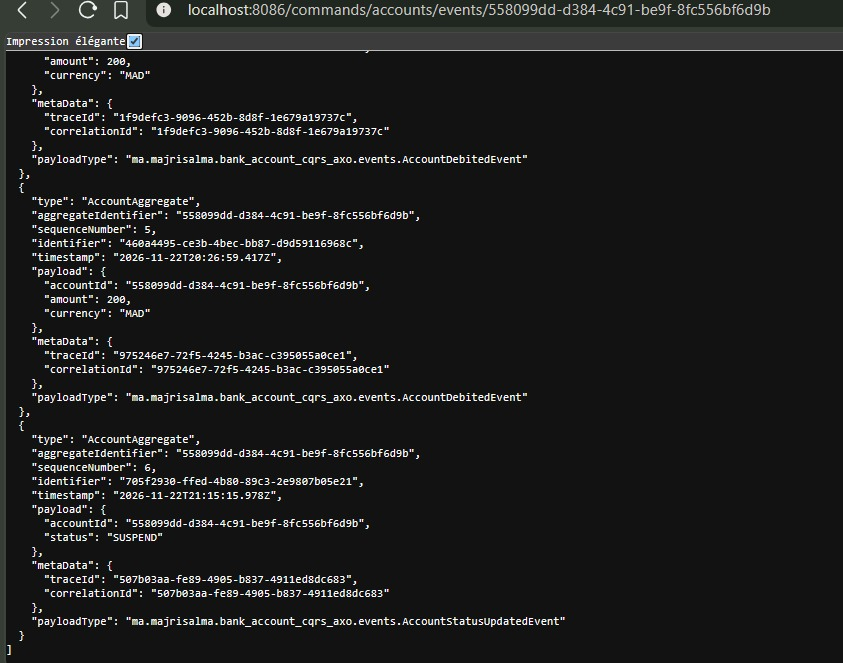 localhost:8086/commands/accounts/events/558099dd-d384-4c91-be9f-8fc556bf6d9b
Impression élégante
"amount": 200,
"currency": "MAD"
},
"metaData": {
"traceId": "1f9defc3-9096-452b-8d8f-1e679a19737c",
"correlationId": "1f9defc3-9096-452b-8d8f-1e679a19737c"
},
"payloadType": "ma.majrisalma.bank_account_cqrs_axo.events.AccountDebitedEvent"
},
{
"type": "AccountAggregate",
"aggregateIdentifier": "558099dd-d384-4c91-be9f-8fc556bf6d9b",
"sequenceNumber": 5,
"identifier": "460a4495-ce3b-4bec-bb87-d9d59116968c",
"timestamp": "2026-11-22T20:26:59.417Z",
"payload": {
"accountId": "558099dd-d384-4c91-be9f-8fc556bf6d9b",
"amount": 200,
"currency": "MAD"
},
"metaData": {
"traceId": "975246e7-72f5-4245-b3ac-c395055a0ce1",
"correlationId": "975246e7-72f5-4245-b3ac-c395055a0ce1"
},
"payloadType": "ma.majrisalma.bank_account_cqrs_axo.events.AccountDebitedEvent"
},
{
"type": "AccountAggregate",
"aggregateIdentifier": "558099dd-d384-4c91-be9f-8fc556bf6d9b",
"sequenceNumber": 6,
"identifier": "705f2930-ffed-4b80-89c3-2e9807b05e21",
"timestamp": "2026-11-22T21:15:15.978Z",
"payload": {
"accountId": "558099dd-d384-4c91-be9f-8fc556bf6d9b",
"status": "SUSPEND"
},
"metaData": {
"traceId": "507b03aa-fe89-4905-b837-4911ed8dc683",
"correlationId": "507b03aa-fe89-4905-b837-4911ed8dc683"
},
"payloadType": "ma.majrisalma.bank_account_cqrs_axo.events.AccountStatusUpdatedEvent"
}
]